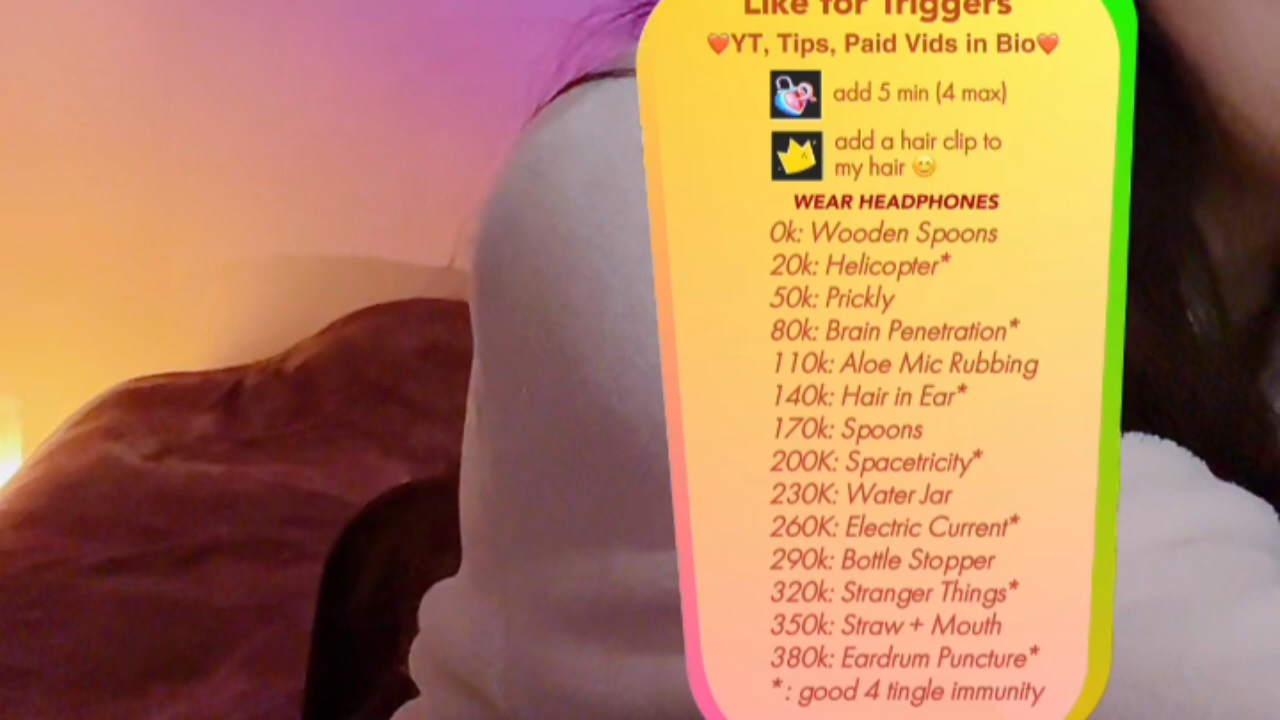 Like for Triggers
❤️YT, Tips, Paid Vids in Bio❤️
add 5 min (4 max)
add a hair clip to
my hair 😊
WEAR HEADPHONES
0k: Wooden Spoons
20k: Helicopter*
50k: Prickly
80k: Brain Penetration*
110k: Aloe Mic Rubbing
140k: Hair in Ear*
170k: Spoons
200K: Spacetricity*
230K: Water Jar
260K: Electric Current*
290k: Bottle Stopper
320k: Stranger Things*
350k: Straw + Mouth
380k: Eardrum Puncture*
*: good 4 tingle immunity